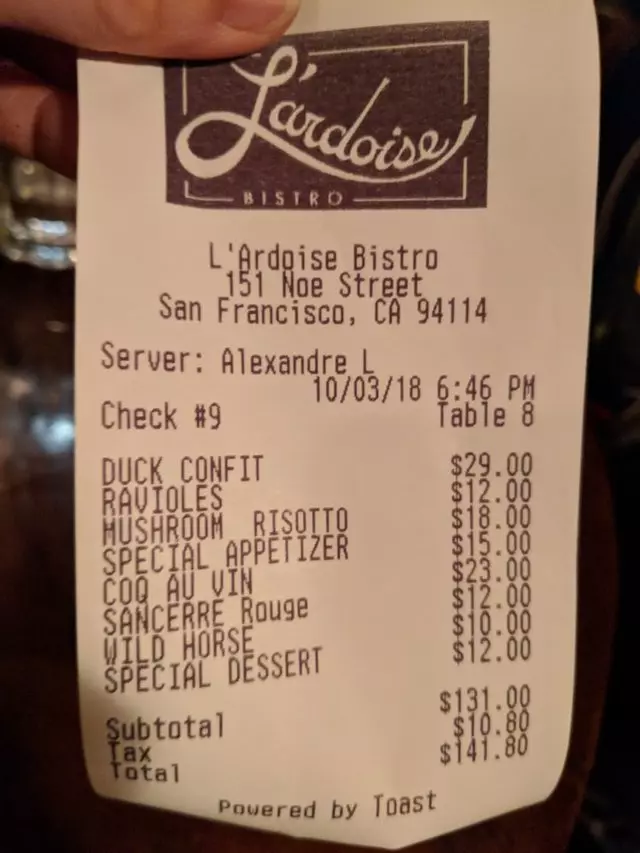 L'ardoise
BISTRO
L'Ardoise Bistro
151 Noe Street
San Francisco, CA 94114
Server: Alexandre L
10/03/18 6:46 PM
Check #9 Table 8
DUCK CONFIT $29.00
RAVIOLES $12.00
MUSHROOM RISOTTO $18.00
SPECIAL APPETIZER $15.00
COQ AU VIN $23.00
SANCERRE Rouge $12.00
WILD HORSE $10.00
SPECIAL DESSERT $12.00
Subtotal $131.00
Tax $10.80
Total $141.80
Powered by Toast